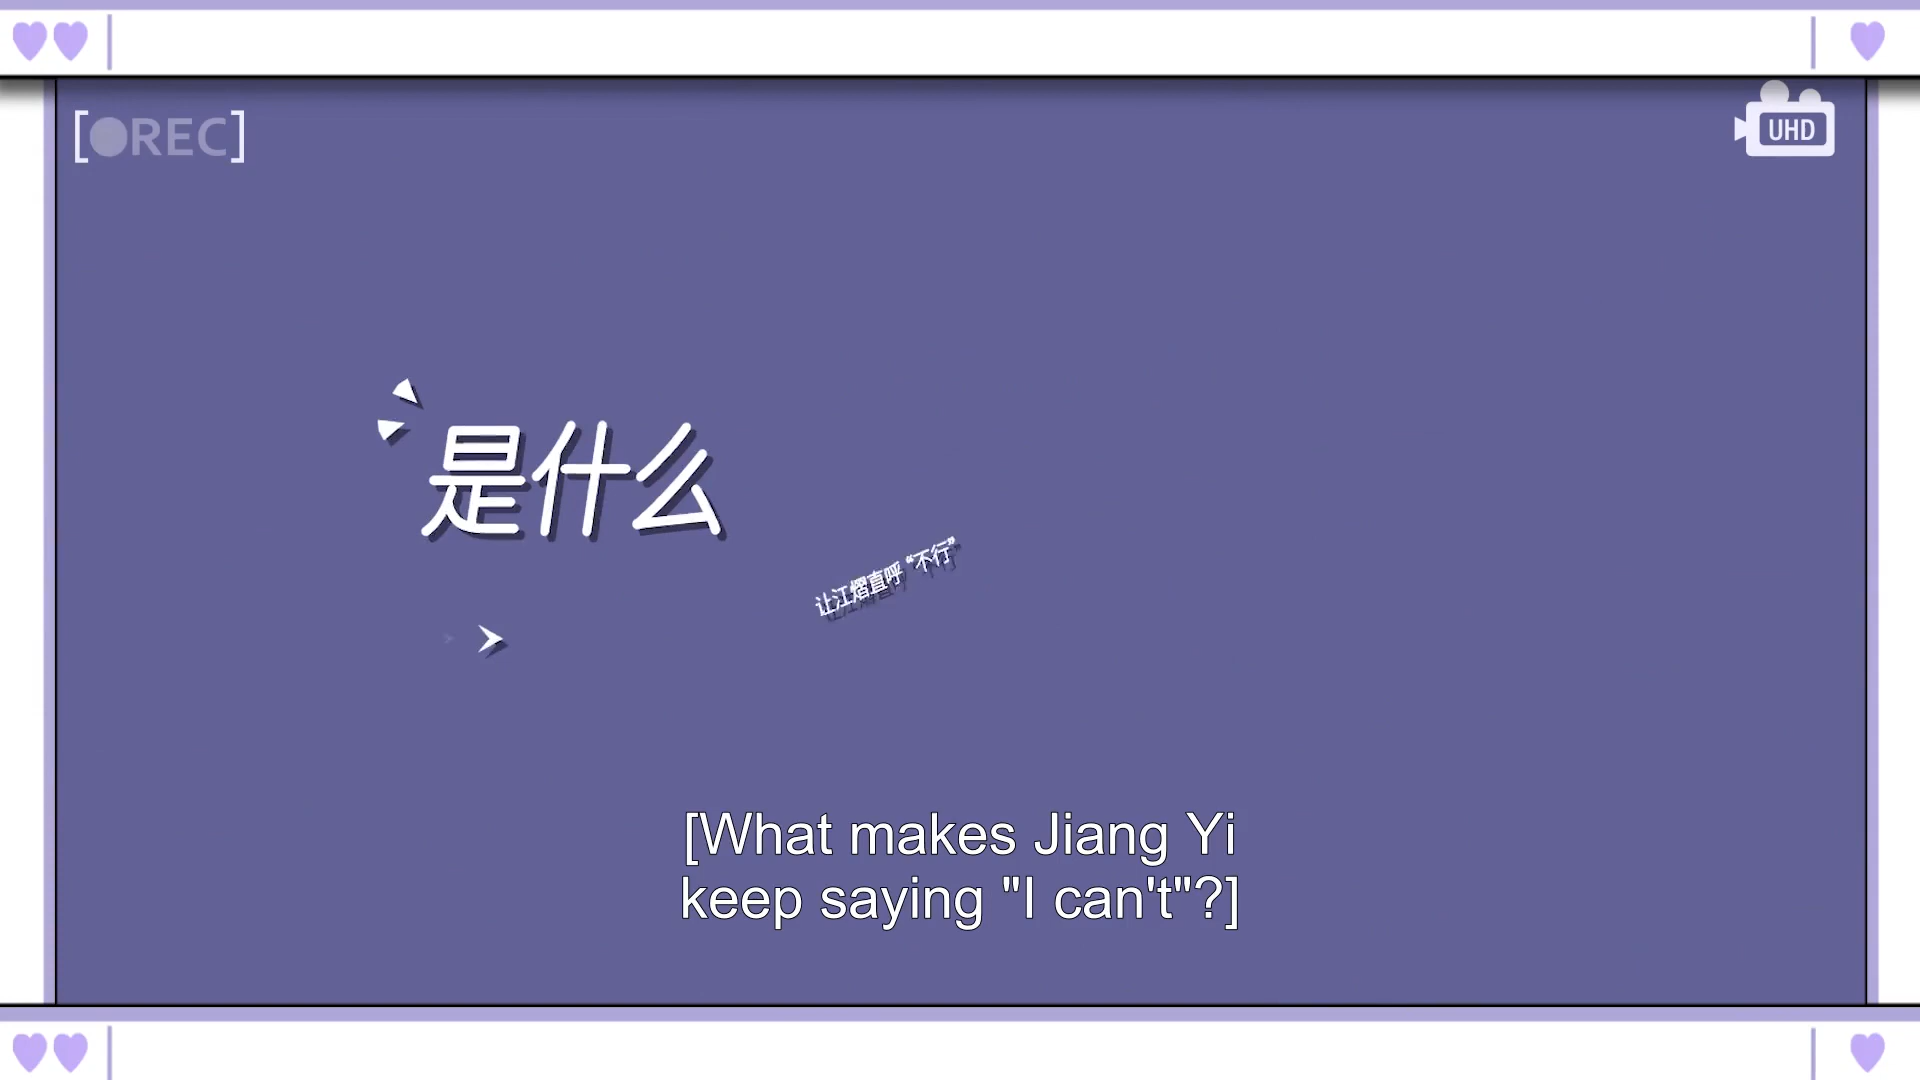 [●REC]
UHD
是什么
让江熠直呼“不行”
[What makes Jiang Yi
keep saying "I can't"?]